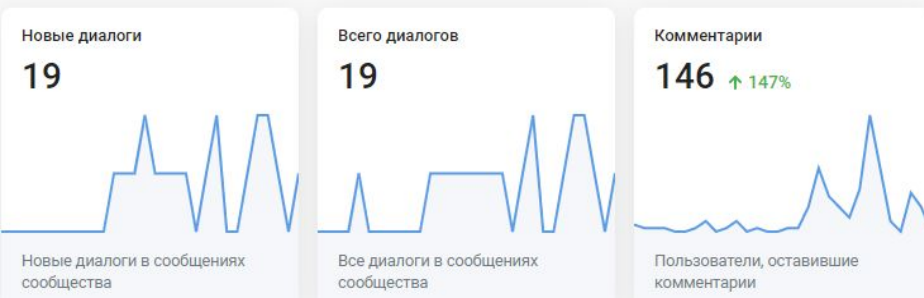 Новые диалоги
19
Новые диалоги в сообщениях
сообщества
Всего диалогов
19
Все диалоги в сообщениях
сообщества
Комментарии
146 ↑ 147%
Пользователи, оставившие
комментарии